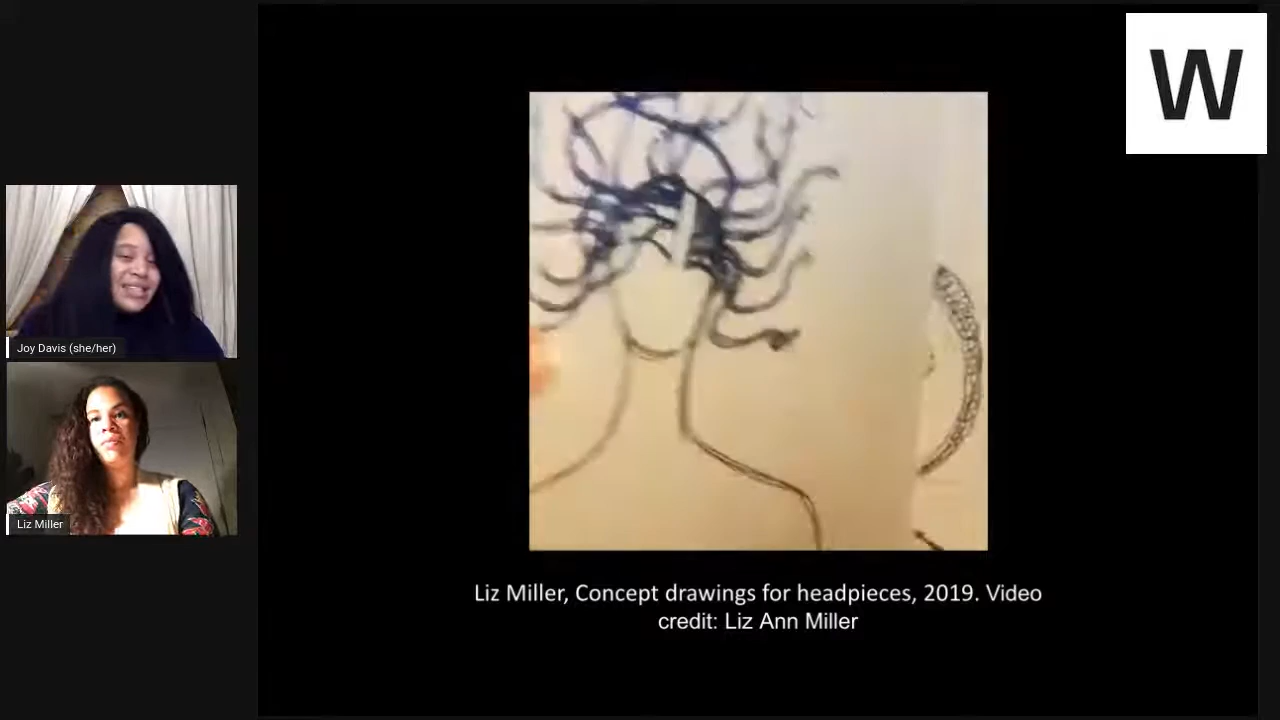 W
Joy Davis (she/her)
Liz Miller
Liz Miller, Concept drawings for headpieces, 2019. Video
credit: Liz Ann Miller